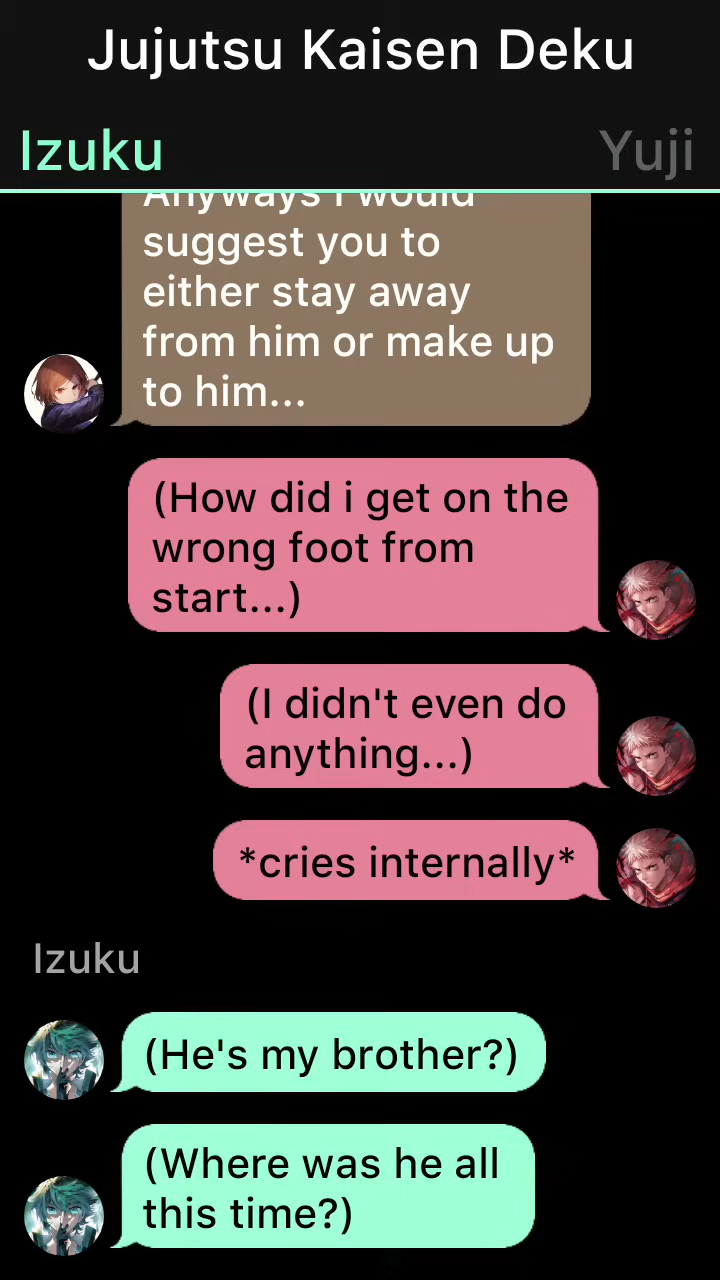 Jujutsu Kaisen Deku
Izuku
Yuji
Anyways I would
suggest you to
either stay away
from him or make up
to him...
(How did i get on the
wrong foot from
start...)
(I didn't even do
anything...)
*cries internally*
Izuku
(He's my brother?)
(Where was he all
this time?)